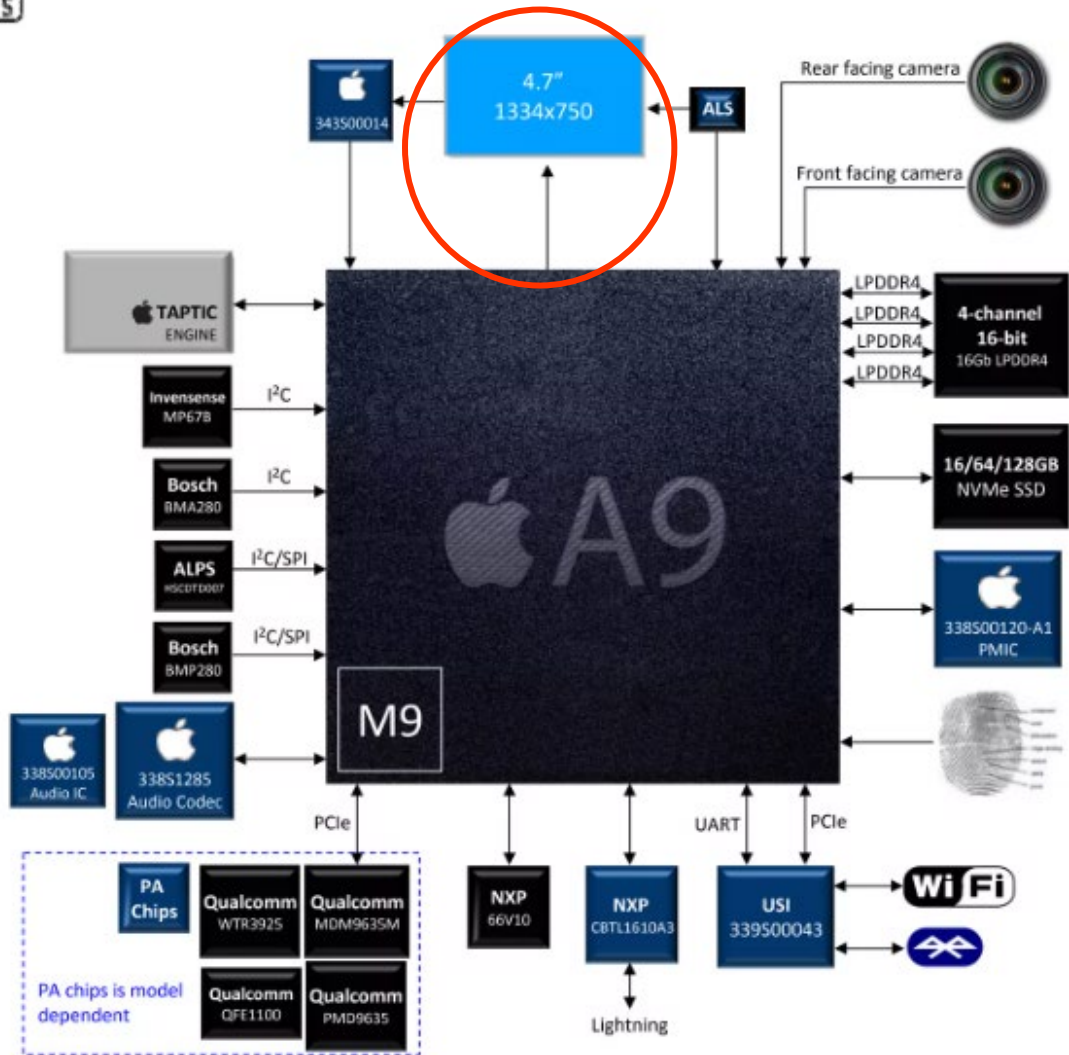 4.7"
1334x750
343S00014
ALS
Rear facing camera
Front facing camera
TAPTIC
ENGINE
LPDDR4
LPDDR4
LPDDR4
LPDDR4
4-channel
16-bit
16Gb LPDDR4
Invensense
MP67B
I²C
Bosch
BMA280
I²C
16/64/128GB
NVMe SSD
A9
ALPS
HSCDTD007
I²C/SPI
338S00120-A1
PMIC
Bosch
BMP280
I²C/SPI
M9
338S00105
Audio IC
338S1285
Audio Codec
PCIe
UART
PCIe
PA
Chips
Qualcomm
WTR3925
Qualcomm
MDM9635M
NXP
66V10
NXP
CBTL1610A3
USI
339S00043
Wi Fi
PA chips is model
dependent
Qualcomm
QFE1100
Qualcomm
PMD9635
Lightning